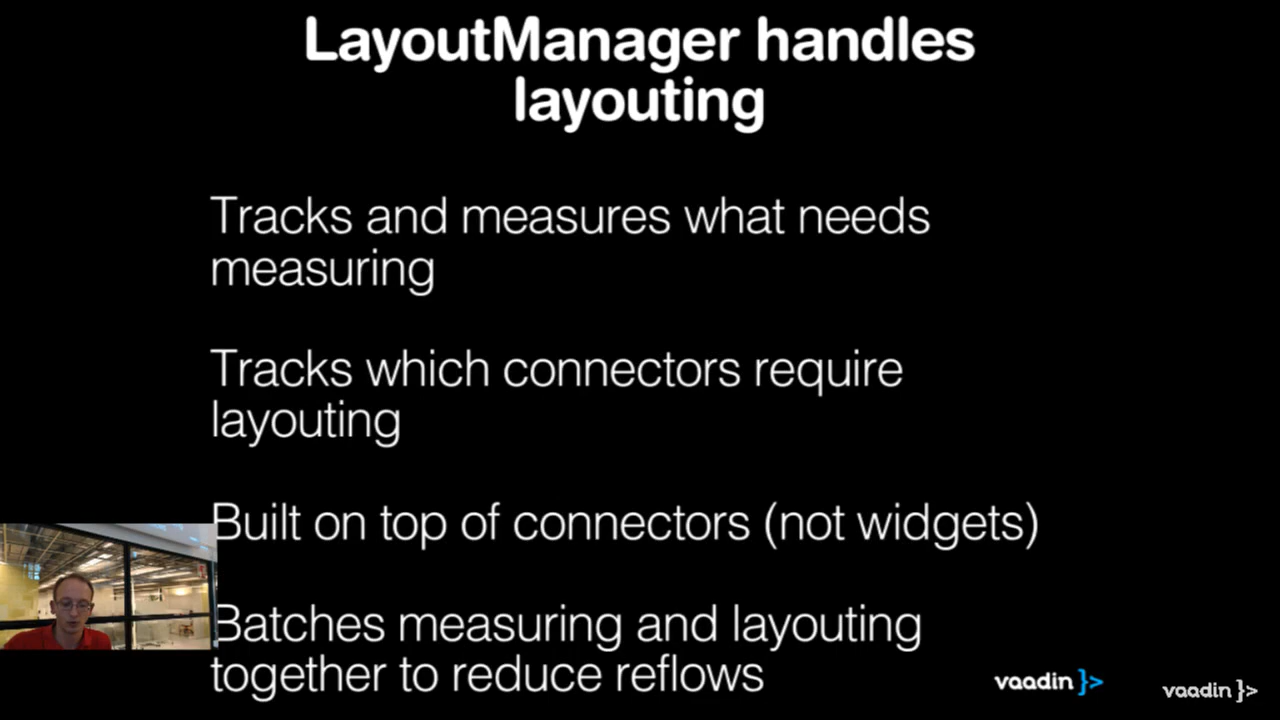 LayoutManager handles
layouting
Tracks and measures what needs
measuring
Tracks which connectors require
layouting
Built on top of connectors (not widgets)
Batches measuring and layouting
together to reduce reflows
vaadin }>
vaadin }>